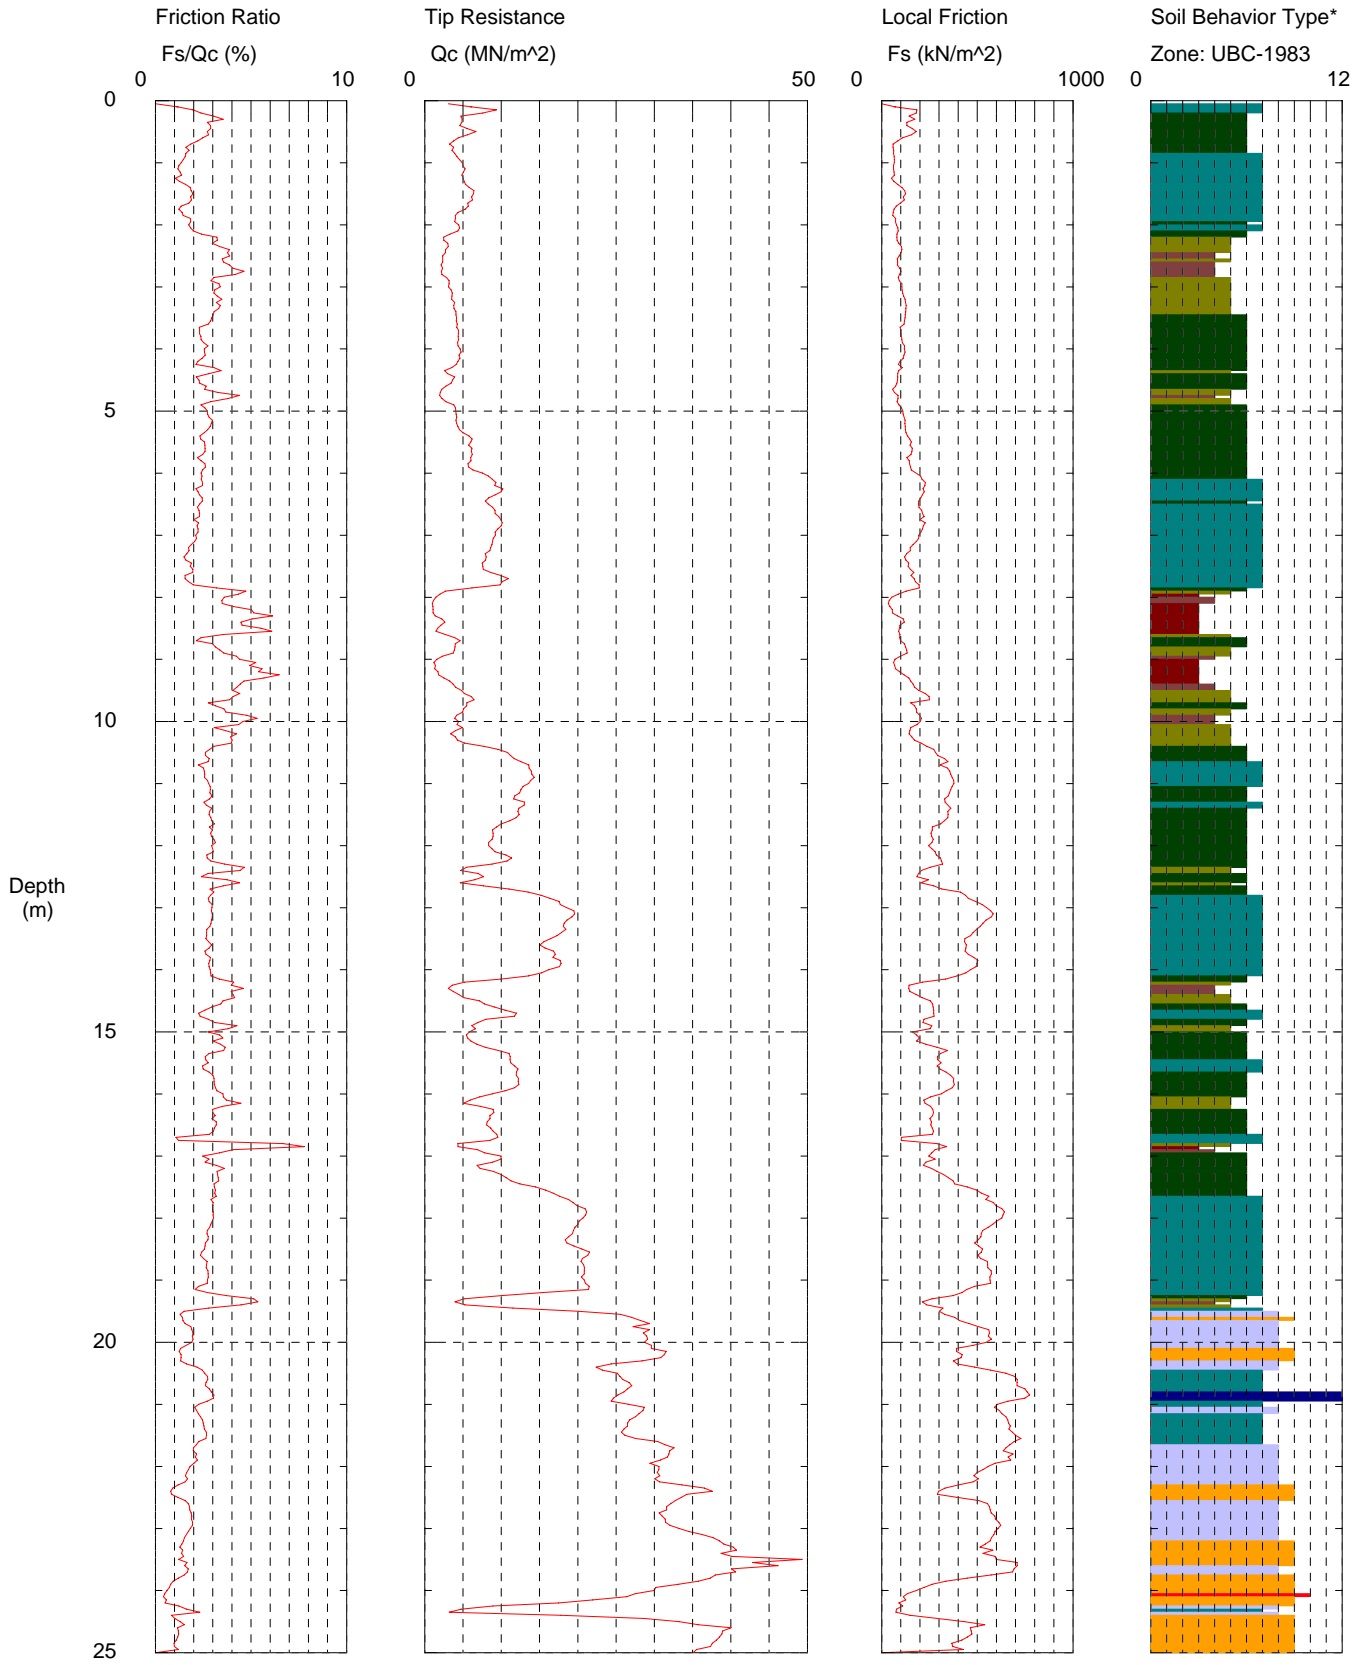 Friction Ratio Tip Resistance Local Friction Soil Behavior Type*
Fs/Qc (%) Qc (MN/m^2) Fs (kN/m^2) Zone: UBC-1983
0 10 0 50 0 1000 0 12
0
5
10
Depth
(m)
15
20
25